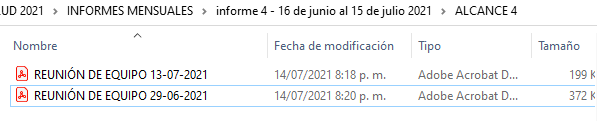 LUD 2021 > INFORMES MENSUALES > informe 4 - 16 de junio al 15 de julio 2021 > ALCANCE 4
Nombre Fecha de modificación Tipo Tamaño
REUNIÓN DE EQUIPO 13-07-2021 14/07/2021 8:18 p. m. Adobe Acrobat D... 199 K
REUNIÓN DE EQUIPO 29-06-2021 14/07/2021 8:20 p. m. Adobe Acrobat D... 372 K